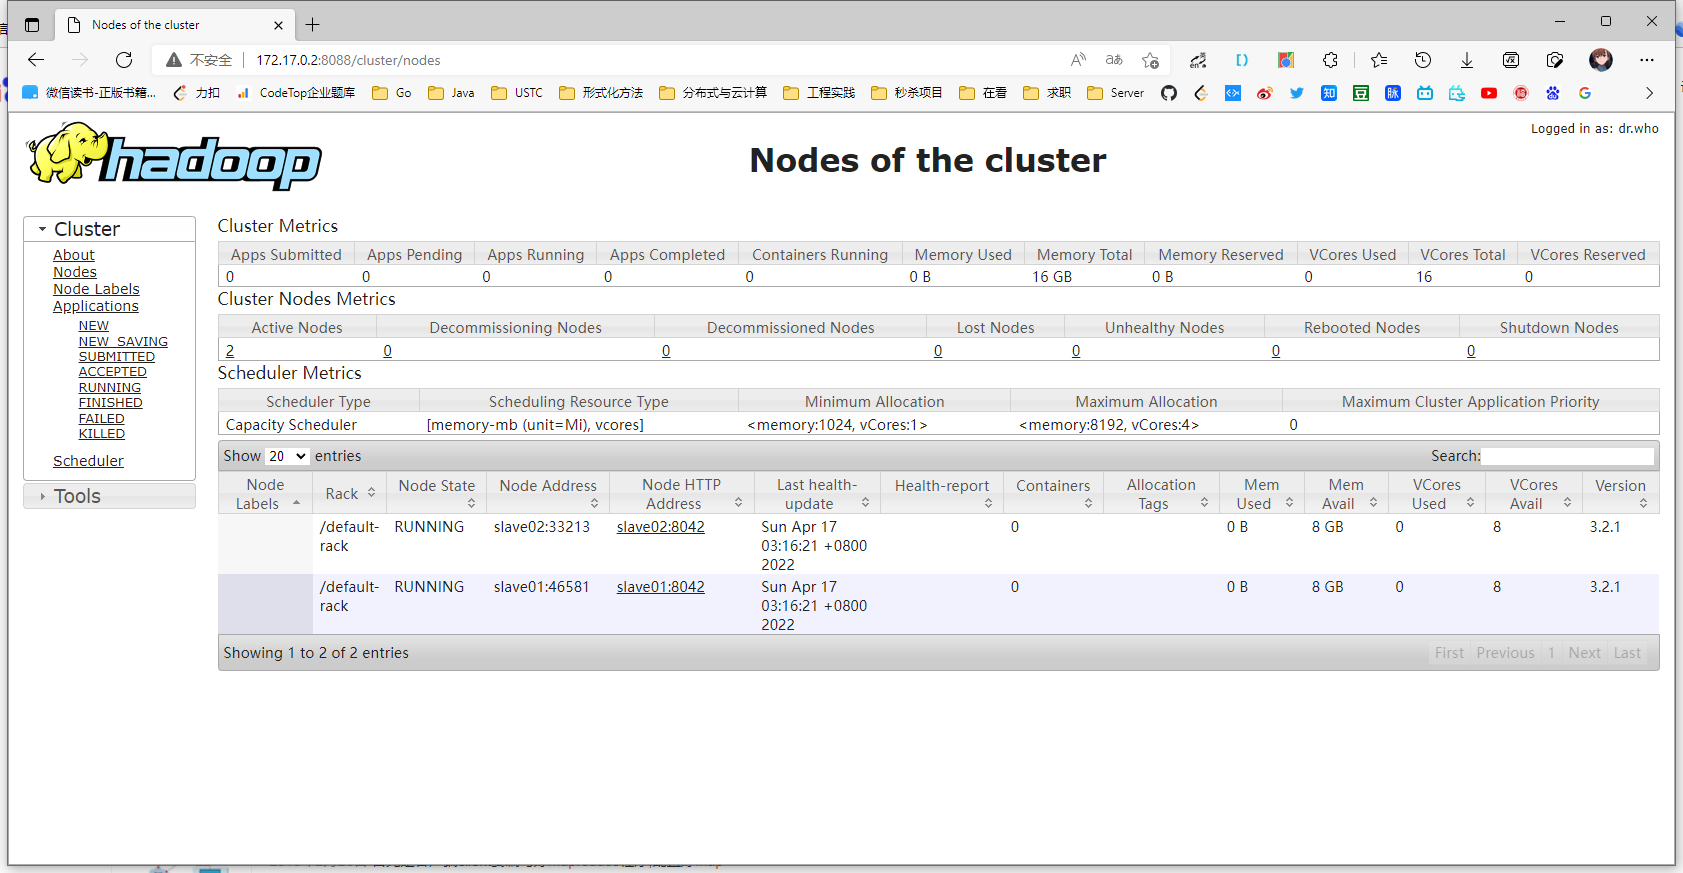 Nodes of the cluster
不安全 172.17.0.2:8088/cluster/nodes
微信读书-正版书籍... 力扣 CodeTop企业题库 Go Java USTC 形式化方法 分布式与云计算 工程实践 秒杀项目 在看 求职 Server
hadoop
Nodes of the cluster
Logged in as: dr.who
Cluster
About
Nodes
Node Labels
Applications
NEW
NEW_SAVING
SUBMITTED
ACCEPTED
RUNNING
FINISHED
FAILED
KILLED
Scheduler
Tools
Cluster Metrics
Apps Submitted Apps Pending Apps Running Apps Completed Containers Running Memory Used Memory Total Memory Reserved VCores Used VCores Total VCores Reserved
0 0 0 0 0 0 B 16 GB 0 B 0 16 0
Cluster Nodes Metrics
Active Nodes Decommissioning Nodes Decommissioned Nodes Lost Nodes Unhealthy Nodes Rebooted Nodes Shutdown Nodes
2 0 0 0 0 0 0
Scheduler Metrics
Scheduler Type Scheduling Resource Type Minimum Allocation Maximum Allocation Maximum Cluster Application Priority
Capacity Scheduler [memory-mb (unit=Mi), vcores] <memory:1024, vCores:1> <memory:8192, vCores:4> 0
Show 20 entries Search:
Node Labels Rack Node State Node Address Node HTTP Address Last health-update Health-report Containers Allocation Tags Mem Used Mem Avail VCores Used VCores Avail Version
/default-rack RUNNING slave02:33213 slave02:8042 Sun Apr 17 03:16:21 +0800 2022 0 0 B 8 GB 0 8 3.2.1
/default-rack RUNNING slave01:46581 slave01:8042 Sun Apr 17 03:16:21 +0800 2022 0 0 B 8 GB 0 8 3.2.1
Showing 1 to 2 of 2 entries First Previous 1 Next Last